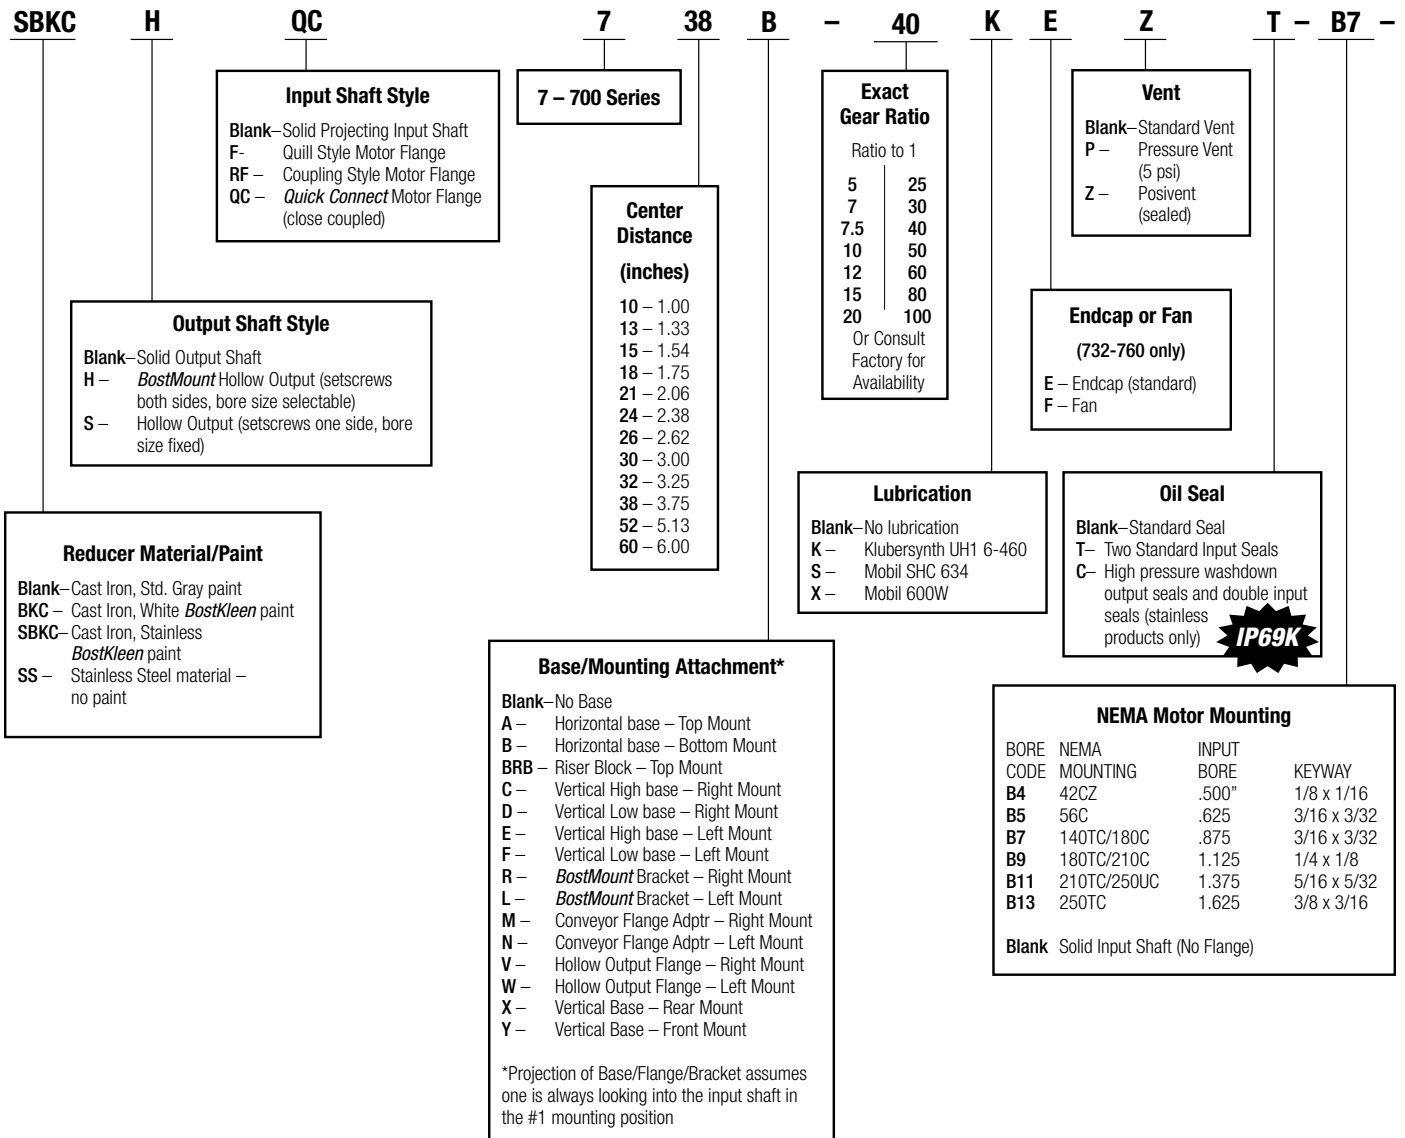 SBKC H QC 7 38 B – 40 K E Z T – B7 –
Input Shaft Style
Blank–Solid Projecting Input Shaft
F- Quill Style Motor Flange
RF – Coupling Style Motor Flange
QC – Quick Connect Motor Flange
(close coupled)
7 – 700 Series
Exact
Gear Ratio
Ratio to 1
5 25
7 30
7.5 40
10 50
12 60
15 80
20 100
Or Consult
Factory for
Availability
Vent
Blank–Standard Vent
P – Pressure Vent
(5 psi)
Z – Posivent
(sealed)
Center
Distance
(inches)
10 – 1.00
13 – 1.33
15 – 1.54
18 – 1.75
21 – 2.06
24 – 2.38
26 – 2.62
30 – 3.00
32 – 3.25
38 – 3.75
52 – 5.13
60 – 6.00
Output Shaft Style
Blank–Solid Output Shaft
H – BostMount Hollow Output (setscrews
both sides, bore size selectable)
S – Hollow Output (setscrews one side, bore
size fixed)
Endcap or Fan
(732-760 only)
E – Endcap (standard)
F – Fan
Lubrication
Blank–No lubrication
K – Klubersynth UH1 6-460
S – Mobil SHC 634
X – Mobil 600W
Oil Seal
Blank–Standard Seal
T– Two Standard Input Seals
C– High pressure washdown
output seals and double input
seals (stainless
products only)
IP69K
Reducer Material/Paint
Blank–Cast Iron, Std. Gray paint
BKC – Cast Iron, White BostKleen paint
SBKC–Cast Iron, Stainless
BostKleen paint
SS – Stainless Steel material –
no paint
Base/Mounting Attachment*
Blank–No Base
A – Horizontal base – Top Mount
B – Horizontal base – Bottom Mount
BRB – Riser Block – Top Mount
C – Vertical High base – Right Mount
D – Vertical Low base – Right Mount
E – Vertical High base – Left Mount
F – Vertical Low base – Left Mount
R – BostMount Bracket – Right Mount
L – BostMount Bracket – Left Mount
M – Conveyor Flange Adptr – Right Mount
N – Conveyor Flange Adptr – Left Mount
V – Hollow Output Flange – Right Mount
W – Hollow Output Flange – Left Mount
X – Vertical Base – Rear Mount
Y – Vertical Base – Front Mount
*Projection of Base/Flange/Bracket assumes
one is always looking into the input shaft in
the #1 mounting position
NEMA Motor Mounting
BORE NEMA INPUT
CODE MOUNTING BORE KEYWAY
B4 42CZ .500” 1/8 x 1/16
B5 56C .625 3/16 x 3/32
B7 140TC/180C .875 3/16 x 3/32
B9 180TC/210C 1.125 1/4 x 1/8
B11 210TC/250UC 1.375 5/16 x 5/32
B13 250TC 1.625 3/8 x 3/16
Blank Solid Input Shaft (No Flange)